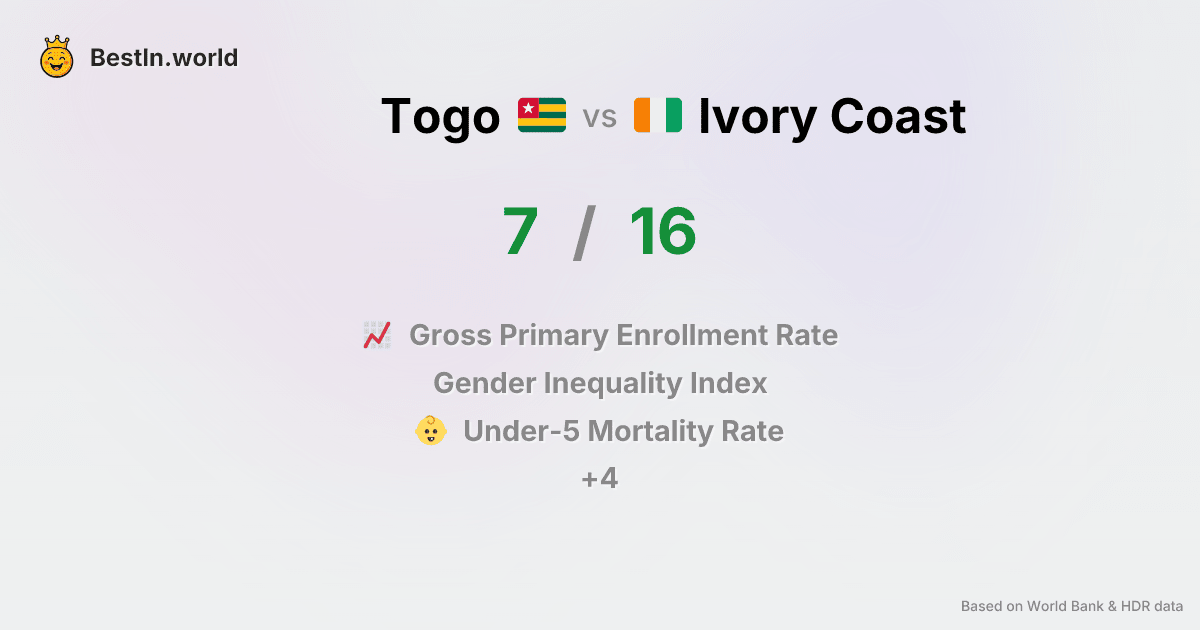 BestIn.world
Togo vs Ivory Coast
7 / 16
Gross Primary Enrollment Rate
Gender Inequality Index
Under-5 Mortality Rate
+4
Based on World Bank & HDR data